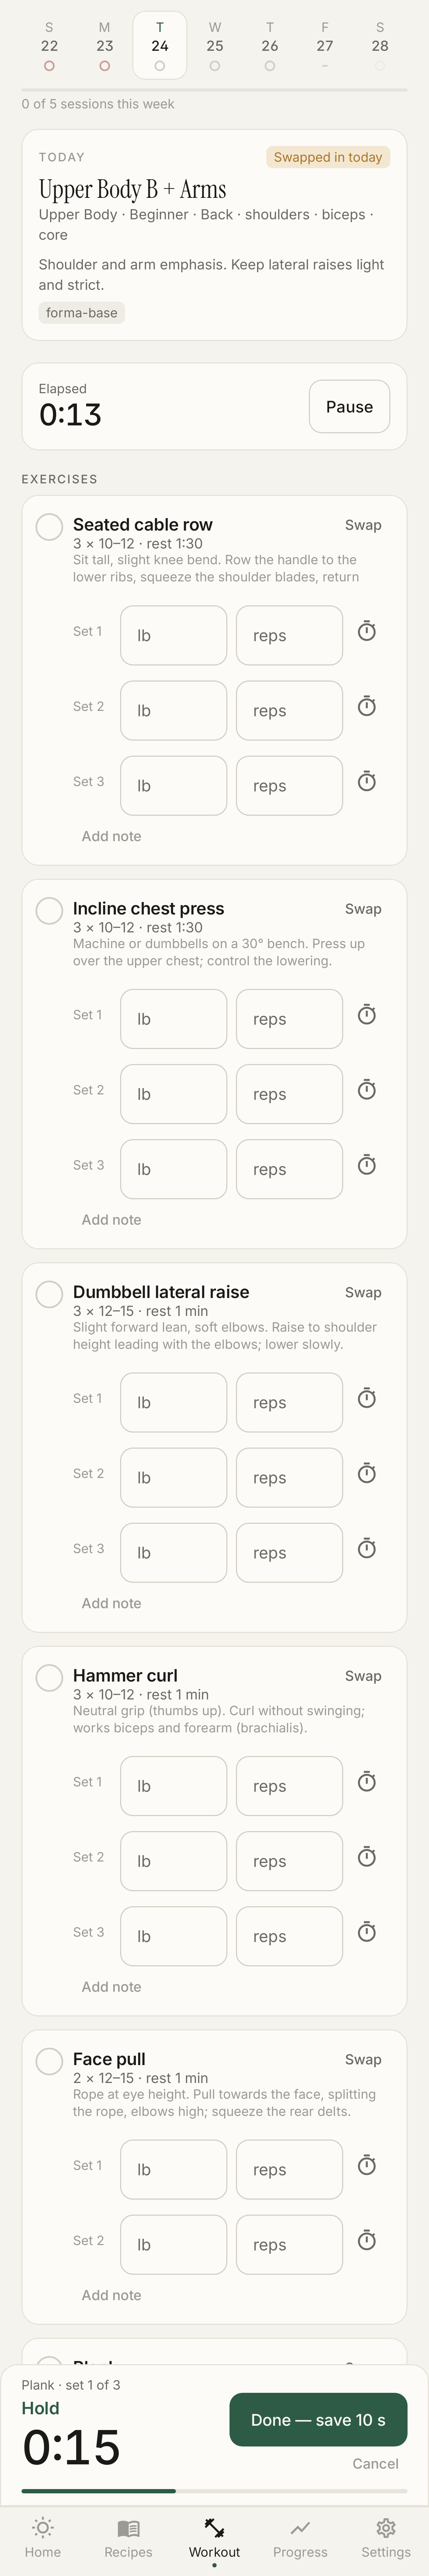 S M T W T F S
22 23 24 25 26 27 28
0 of 5 sessions this week
TODAY
Swapped in today
Upper Body B + Arms
Upper Body · Beginner · Back · shoulders · biceps ·
core
Shoulder and arm emphasis. Keep lateral raises light
and strict.
forma-base
Elapsed
0:13
Pause
EXERCISES
Seated cable row
Swap
3 × 10–12 · rest 1:30
Sit tall, slight knee bend. Row the handle to the
lower ribs, squeeze the shoulder blades, return
Set 1 lb reps
Set 2 lb reps
Set 3 lb reps
Add note
Incline chest press
Swap
3 × 10–12 · rest 1:30
Machine or dumbbells on a 30° bench. Press up
over the upper chest; control the lowering.
Set 1 lb reps
Set 2 lb reps
Set 3 lb reps
Add note
Dumbbell lateral raise
Swap
3 × 12–15 · rest 1 min
Slight forward lean, soft elbows. Raise to shoulder
height leading with the elbows; lower slowly.
Set 1 lb reps
Set 2 lb reps
Set 3 lb reps
Add note
Hammer curl
Swap
3 × 10–12 · rest 1 min
Neutral grip (thumbs up). Curl without swinging;
works biceps and forearm (brachialis).
Set 1 lb reps
Set 2 lb reps
Set 3 lb reps
Add note
Face pull
Swap
2 × 12–15 · rest 1 min
Rope at eye height. Pull towards the face, splitting
the rope, elbows high; squeeze the rear delts.
Set 1 lb reps
Set 2 lb reps
Add note
Plank · set 1 of 3
Hold
0:15
Done — save 10 s
Cancel
Home Recipes Workout Progress Settings